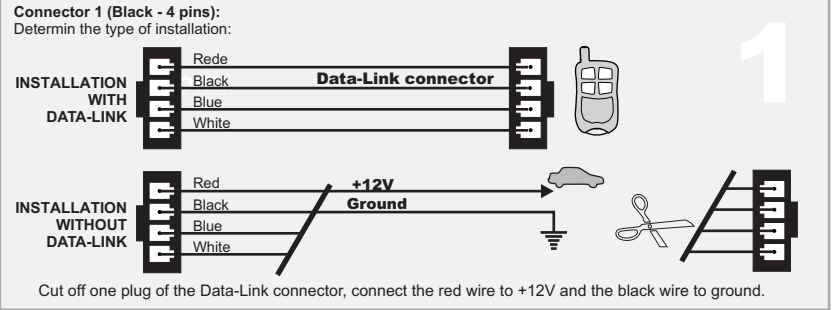 Connector 1 (Black - 4 pins):
Determin the type of installation:
1
INSTALLATION
WITH
DATA-LINK
Rede
Black
Blue
White
Data-Link connector
INSTALLATION
WITHOUT
DATA-LINK
Red
Black
Blue
White
+12V
Ground
Cut off one plug of the Data-Link connector, connect the red wire to +12V and the black wire to ground.